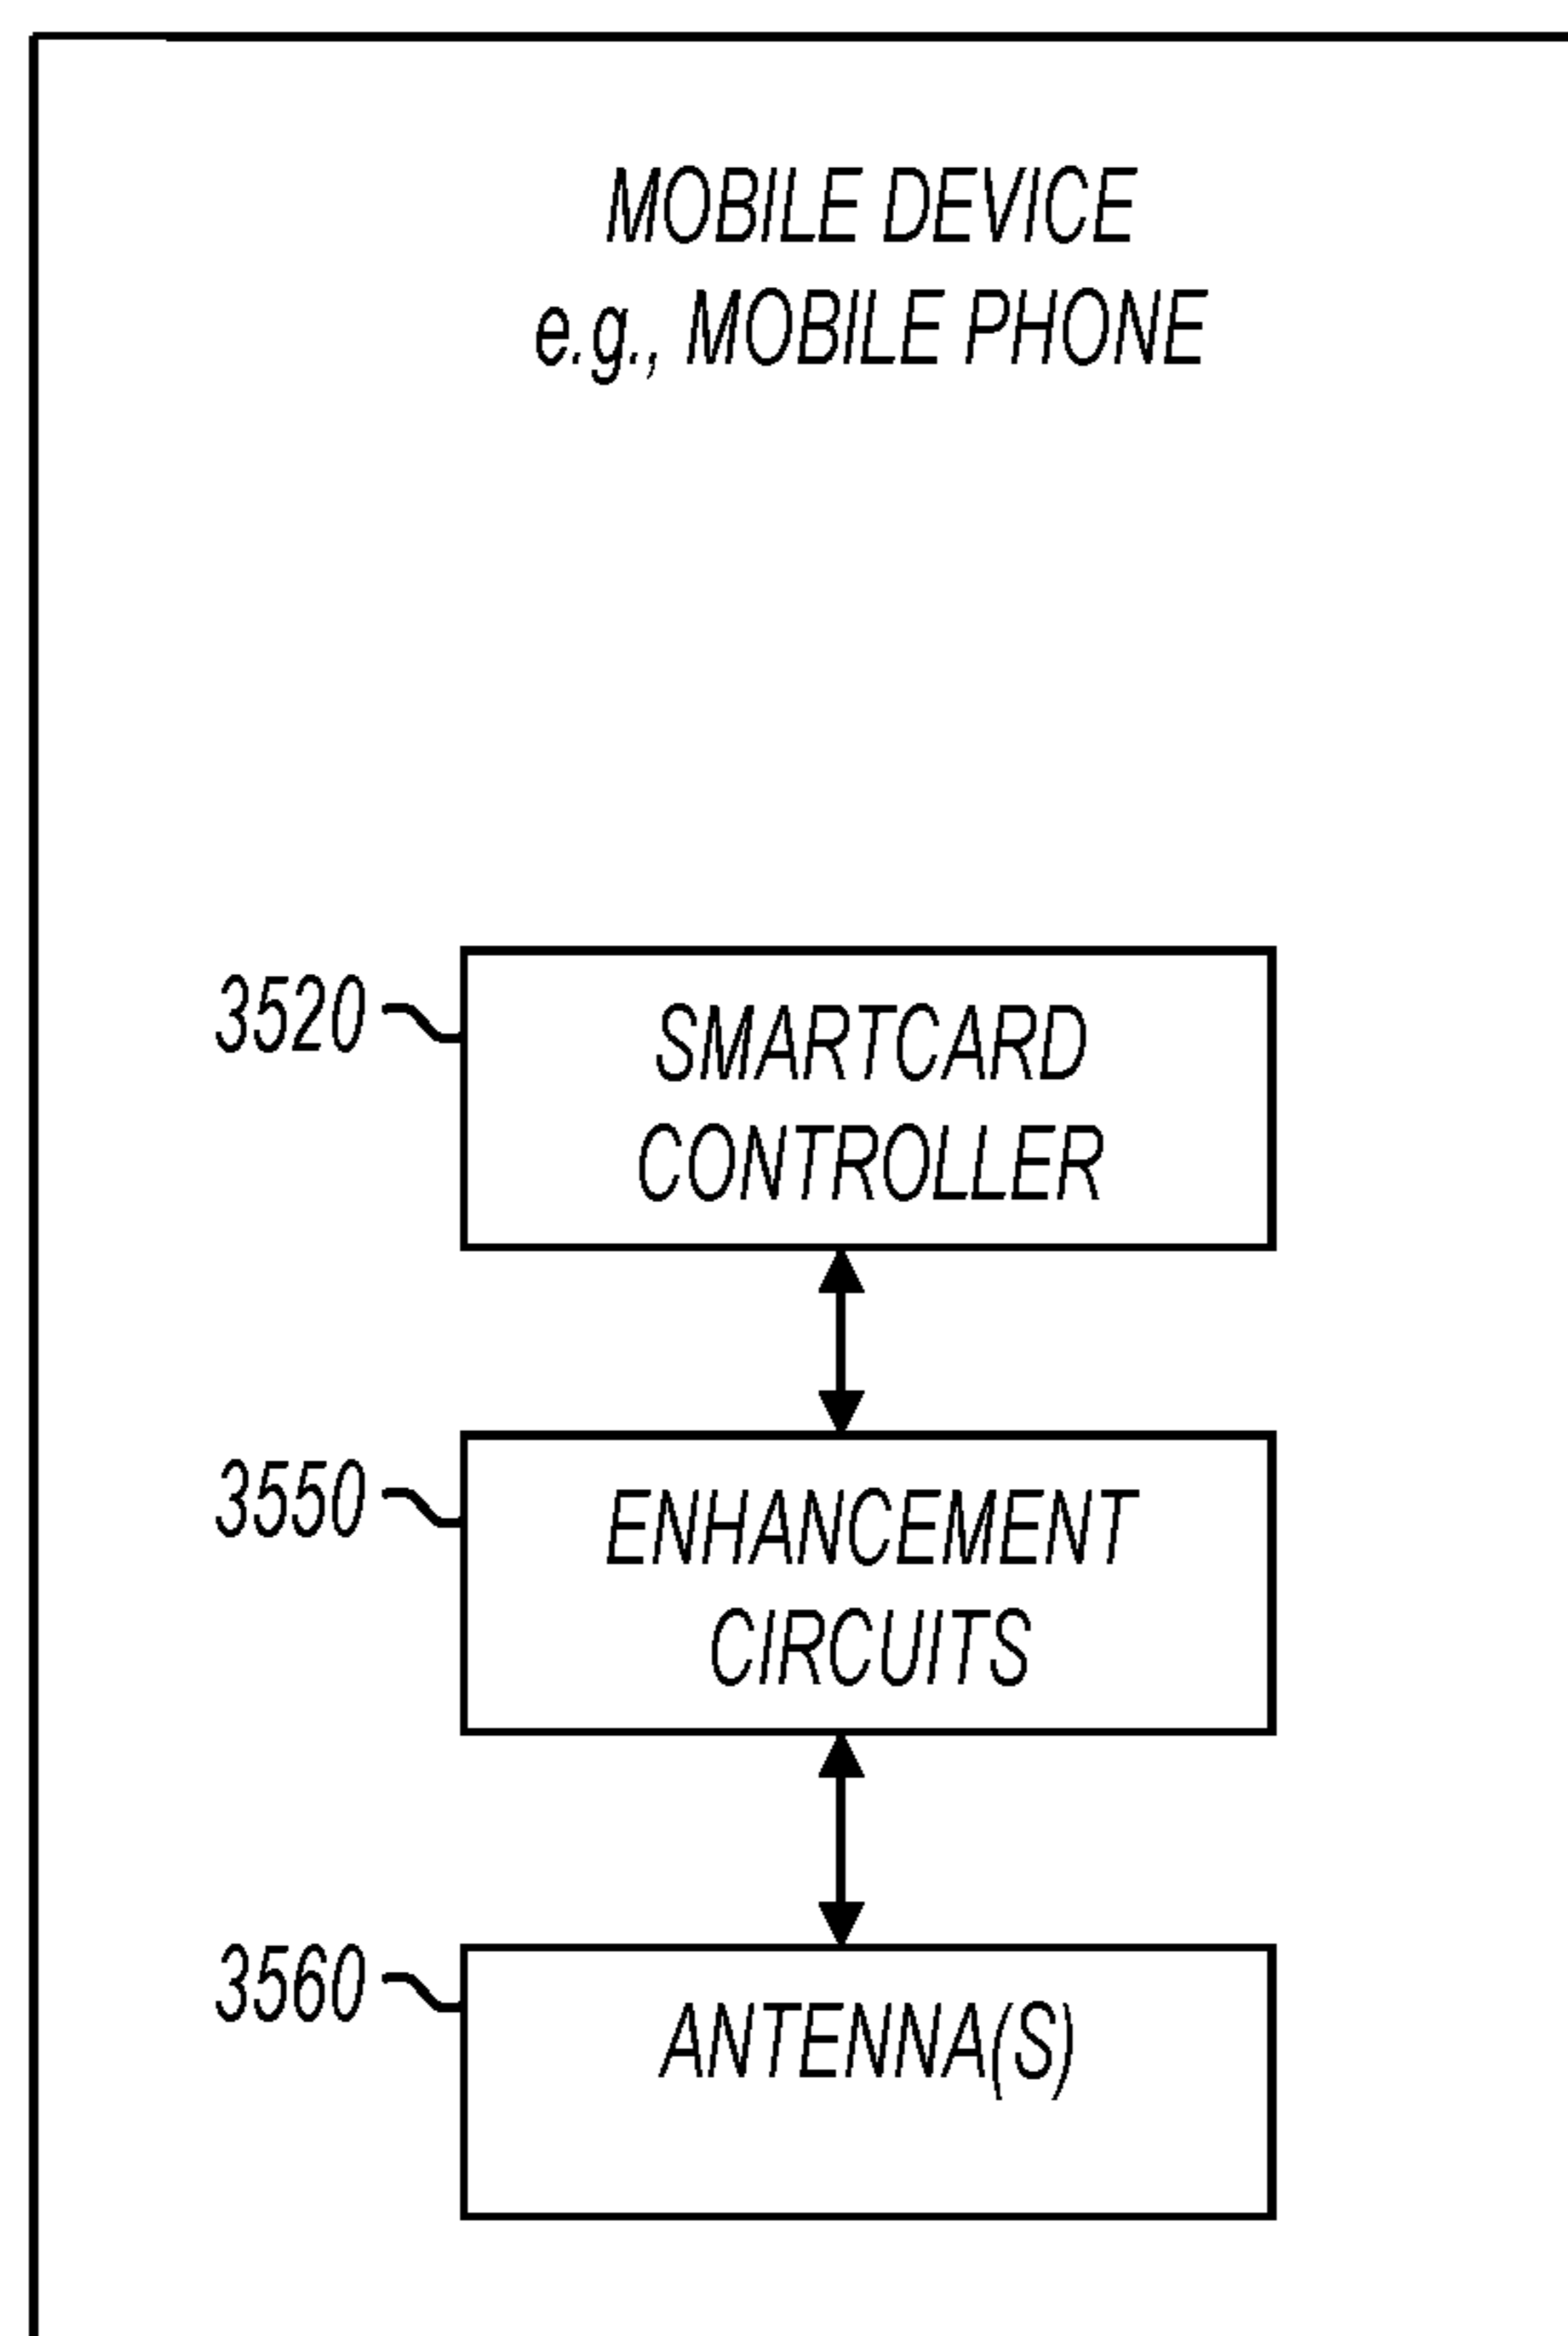 MOBILE DEVICE
e.g., MOBILE PHONE
3520
SMARTCARD
CONTROLLER
3550
ENHANCEMENT
CIRCUITS
3560
ANTENNA(S)